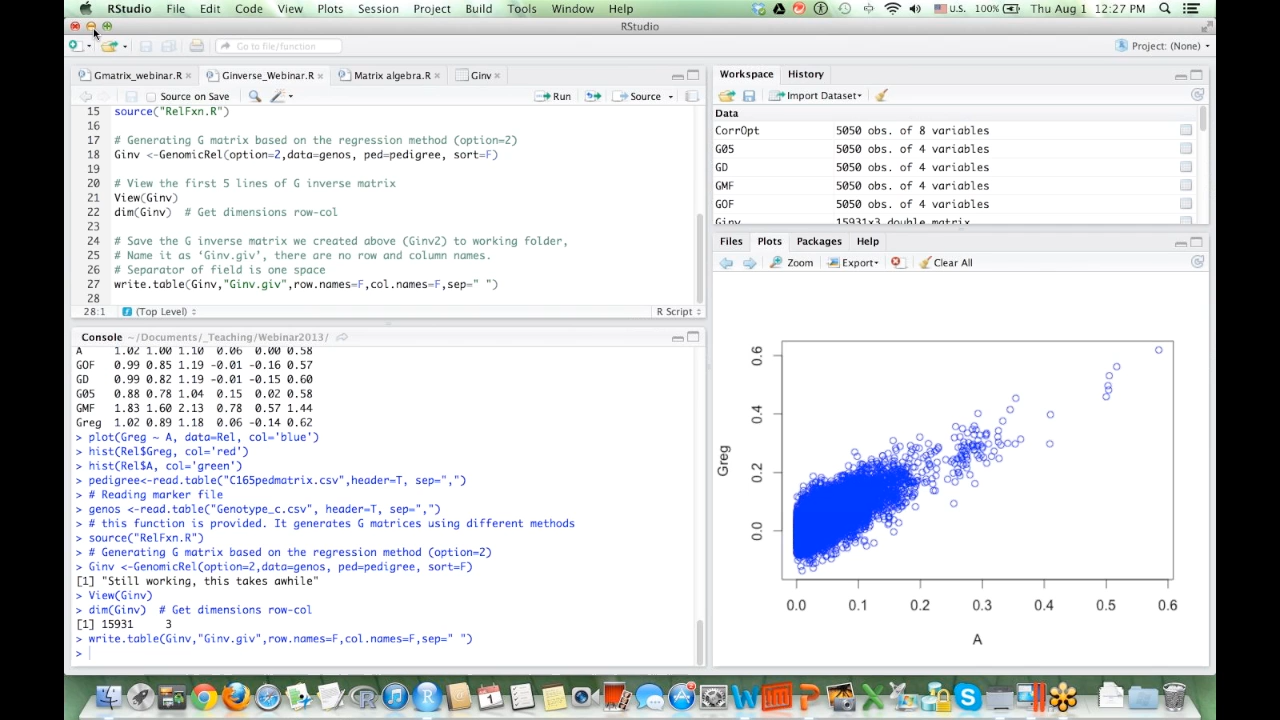 RStudio File Edit Code View Plots Session Project Build Tools Window Help U.S. 100% Thu Aug 1 12:27 PM
RStudio
Go to file/function Project: (None)
Gmatrix_webinar.R Ginverse_Webinar.R Matrix algebra.R Ginv
Source on Save Run Source
15 source("RelFxn.R")
16
17 # Generating G matrix based on the regression method (option=2)
18 Ginv <-GenomicRel(option=2,data=genos, ped=pedigree, sort=F)
19
20 # View the first 5 lines of G inverse matrix
21 View(Ginv)
22 dim(Ginv) # Get dimensions row-col
23
24 # Save the G inverse matrix we created above (Ginv2) to working folder,
25 # Name it as ‘Ginv.giv’, there are no row and column names.
26 # Separator of field is one space
27 write.table(Ginv,"Ginv.giv",row.names=F,col.names=F,sep=" ")
28
28:1 (Top Level) R Script
Console ~/Documents/_Teaching/Webinar2013/
A 1.02 1.00 1.10 0.06 0.00 0.58
GOF 0.99 0.85 1.19 -0.01 -0.16 0.57
GD 0.99 0.82 1.19 -0.01 -0.15 0.60
G05 0.88 0.78 1.04 0.15 0.02 0.58
GMF 1.83 1.60 2.13 0.78 0.57 1.44
Greg 1.02 0.89 1.18 0.06 -0.14 0.62
> plot(Greg ~ A, data=Rel, col='blue')
> hist(Rel$Greg, col='red')
> hist(Rel$A, col='green')
> pedigree<-read.table("C165pedmatrix.csv",header=T, sep=",")
> # Reading marker file
> genos <-read.table("Genotype_c.csv", header=T, sep=",")
> # this function is provided. It generates G matrices using different methods
> source("RelFxn.R")
> # Generating G matrix based on the regression method (option=2)
> Ginv <-GenomicRel(option=2,data=genos, ped=pedigree, sort=F)
[1] "Still working, this takes awhile"
> View(Ginv)
> dim(Ginv) # Get dimensions row-col
[1] 15931 3
> write.table(Ginv,"Ginv.giv",row.names=F,col.names=F,sep=" ")
>
Workspace History
Import Dataset
Data
CorrOpt 5050 obs. of 8 variables
G05 5050 obs. of 4 variables
GD 5050 obs. of 4 variables
GMF 5050 obs. of 4 variables
GOF 5050 obs. of 4 variables
Ginv 15931x3 double matrix
Files Plots Packages Help
Zoom Export Clear All
0.6
0.4
0.2
0.0
Greg
0.0 0.1 0.2 0.3 0.4 0.5 0.6
A